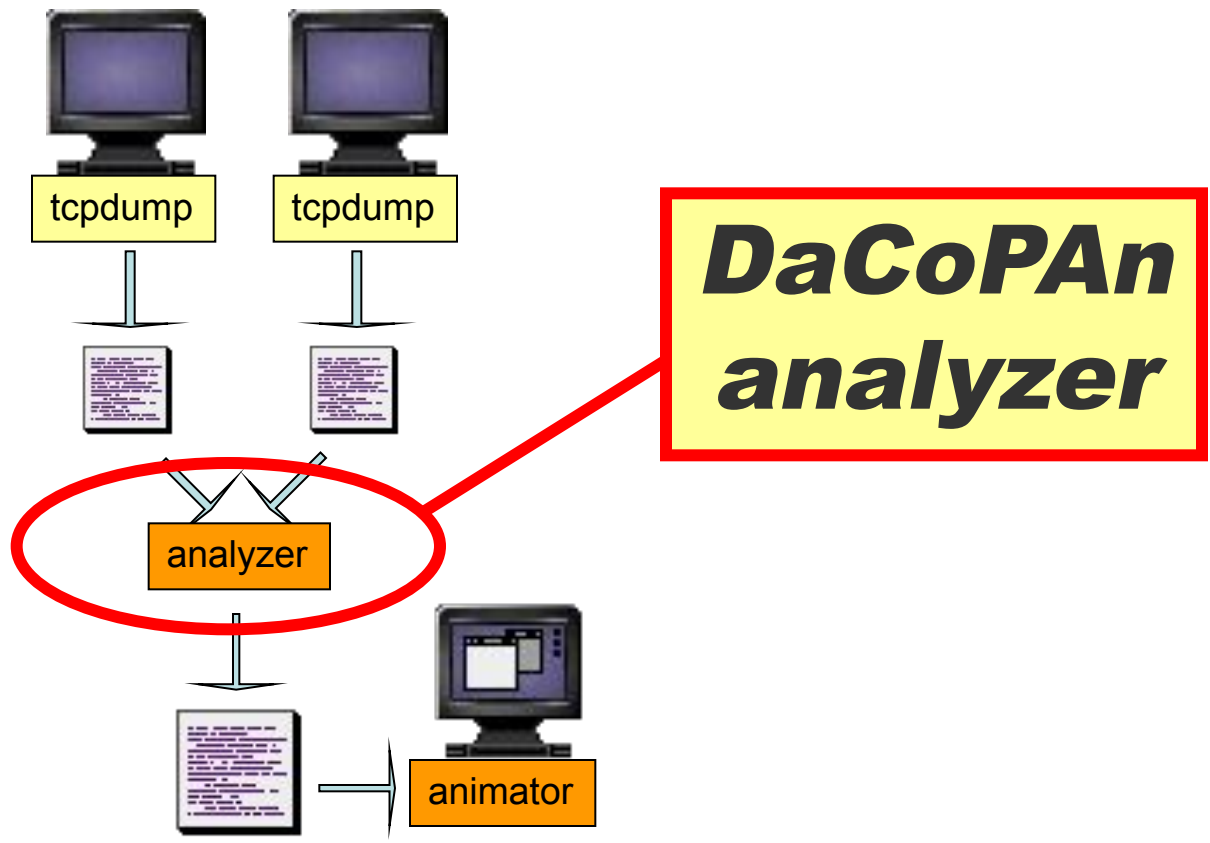 tcpdump
tcpdump
DaCoPAn
analyzer
analyzer
animator